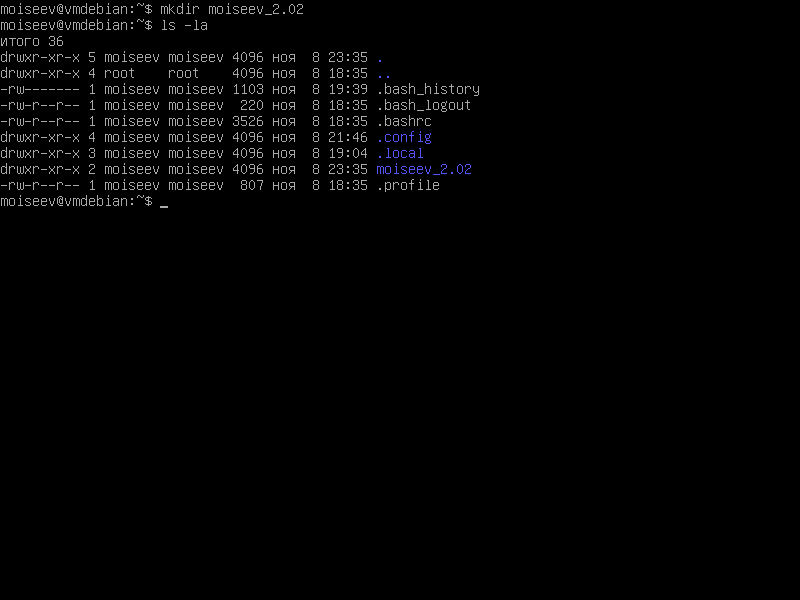 moiseev@vmdebian:~$ mkdir moiseev_2.02
moiseev@vmdebian:~$ ls -la
итого 36
drwxr-xr-x 5 moiseev moiseev 4096 ноя  8 23:35 .
drwxr-xr-x 4 root    root    4096 ноя  8 18:35 ..
-rw------- 1 moiseev moiseev 1103 ноя  8 19:39 .bash_history
-rw-r--r-- 1 moiseev moiseev  220 ноя  8 18:35 .bash_logout
-rw-r--r-- 1 moiseev moiseev 3526 ноя  8 18:35 .bashrc
drwxr-xr-x 4 moiseev moiseev 4096 ноя  8 21:46 .config
drwxr-xr-x 3 moiseev moiseev 4096 ноя  8 19:04 .local
drwxr-xr-x 2 moiseev moiseev 4096 ноя  8 23:35 moiseev_2.02
-rw-r--r-- 1 moiseev moiseev  807 ноя  8 18:35 .profile
moiseev@vmdebian:~$ _